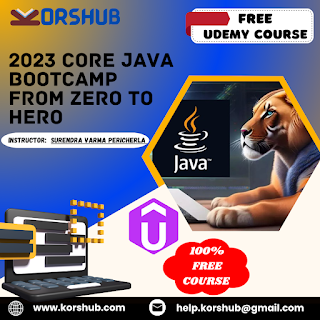 KORSHUB
FREE
UDEMY COURSE
2023 CORE JAVA
BOOTCAMP
FROM ZERO TO
HERO
INSTRUCTOR: SURENDRA VARMA PERICHERLA
Java™
100%
FREE
COURSE
www.korshub.com
help.korshub@gmail.com